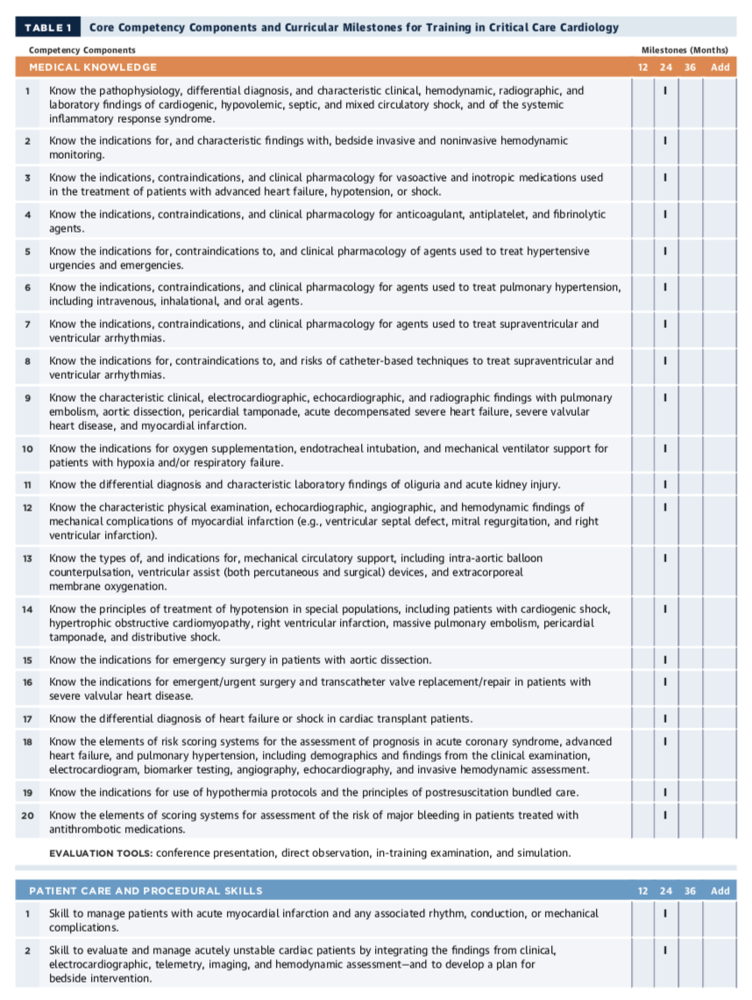 TABLE 1 Core Competency Components and Curricular Milestones for Training in Critical Care Cardiology
Competency Components Milestones (Months)
MEDICAL KNOWLEDGE 12 24 36 Add
1 Know the pathophysiology, differential diagnosis, and characteristic clinical, hemodynamic, radiographic, and I
laboratory findings of cardiogenic, hypovolemic, septic, and mixed circulatory shock, and of the systemic
inflammatory response syndrome.
2 Know the indications for, and characteristic findings with, bedside invasive and noninvasive hemodynamic I
monitoring.
3 Know the indications, contraindications, and clinical pharmacology for vasoactive and inotropic medications used I
in the treatment of patients with advanced heart failure, hypotension, or shock.
4 Know the indications, contraindications, and clinical pharmacology for anticoagulant, antiplatelet, and fibrinolytic I
agents.
5 Know the indications for, contraindications to, and clinical pharmacology of agents used to treat hypertensive I
urgencies and emergencies.
6 Know the indications, contraindications, and clinical pharmacology for agents used to treat pulmonary hypertension, I
including intravenous, inhalational, and oral agents.
7 Know the indications, contraindications, and clinical pharmacology for agents used to treat supraventricular and I
ventricular arrhythmias.
8 Know the indications for, contraindications to, and risks of catheter-based techniques to treat supraventricular and I
ventricular arrhythmias.
9 Know the characteristic clinical, electrocardiographic, echocardiographic, and radiographic findings with pulmonary I
embolism, aortic dissection, pericardial tamponade, acute decompensated severe heart failure, severe valvular
heart disease, and myocardial infarction.
10 Know the indications for oxygen supplementation, endotracheal intubation, and mechanical ventilator support for I
patients with hypoxia and/or respiratory failure.
11 Know the differential diagnosis and characteristic laboratory findings of oliguria and acute kidney injury. I
12 Know the characteristic physical examination, echocardiographic, angiographic, and hemodynamic findings of I
mechanical complications of myocardial infarction (e.g., ventricular septal defect, mitral regurgitation, and right
ventricular infarction).
13 Know the types of, and indications for, mechanical circulatory support, including intra-aortic balloon I
counterpulsation, ventricular assist (both percutaneous and surgical) devices, and extracorporeal
membrane oxygenation.
14 Know the principles of treatment of hypotension in special populations, including patients with cardiogenic shock, I
hypertrophic obstructive cardiomyopathy, right ventricular infarction, massive pulmonary embolism, pericardial
tamponade, and distributive shock.
15 Know the indications for emergency surgery in patients with aortic dissection. I
16 Know the indications for emergent/urgent surgery and transcatheter valve replacement/repair in patients with I
severe valvular heart disease.
17 Know the differential diagnosis of heart failure or shock in cardiac transplant patients. I
18 Know the elements of risk scoring systems for the assessment of prognosis in acute coronary syndrome, advanced I
heart failure, and pulmonary hypertension, including demographics and findings from the clinical examination,
electrocardiogram, biomarker testing, angiography, echocardiography, and invasive hemodynamic assessment.
19 Know the indications for use of hypothermia protocols and the principles of postresuscitation bundled care. I
20 Know the elements of scoring systems for assessment of the risk of major bleeding in patients treated with I
antithrombotic medications.
EVALUATION TOOLS: conference presentation, direct observation, in-training examination, and simulation.
PATIENT CARE AND PROCEDURAL SKILLS 12 24 36 Add
1 Skill to manage patients with acute myocardial infarction and any associated rhythm, conduction, or mechanical I
complications.
2 Skill to evaluate and manage acutely unstable cardiac patients by integrating the findings from clinical, I
electrocardiographic, telemetry, imaging, and hemodynamic assessment—and to develop a plan for
bedside intervention.